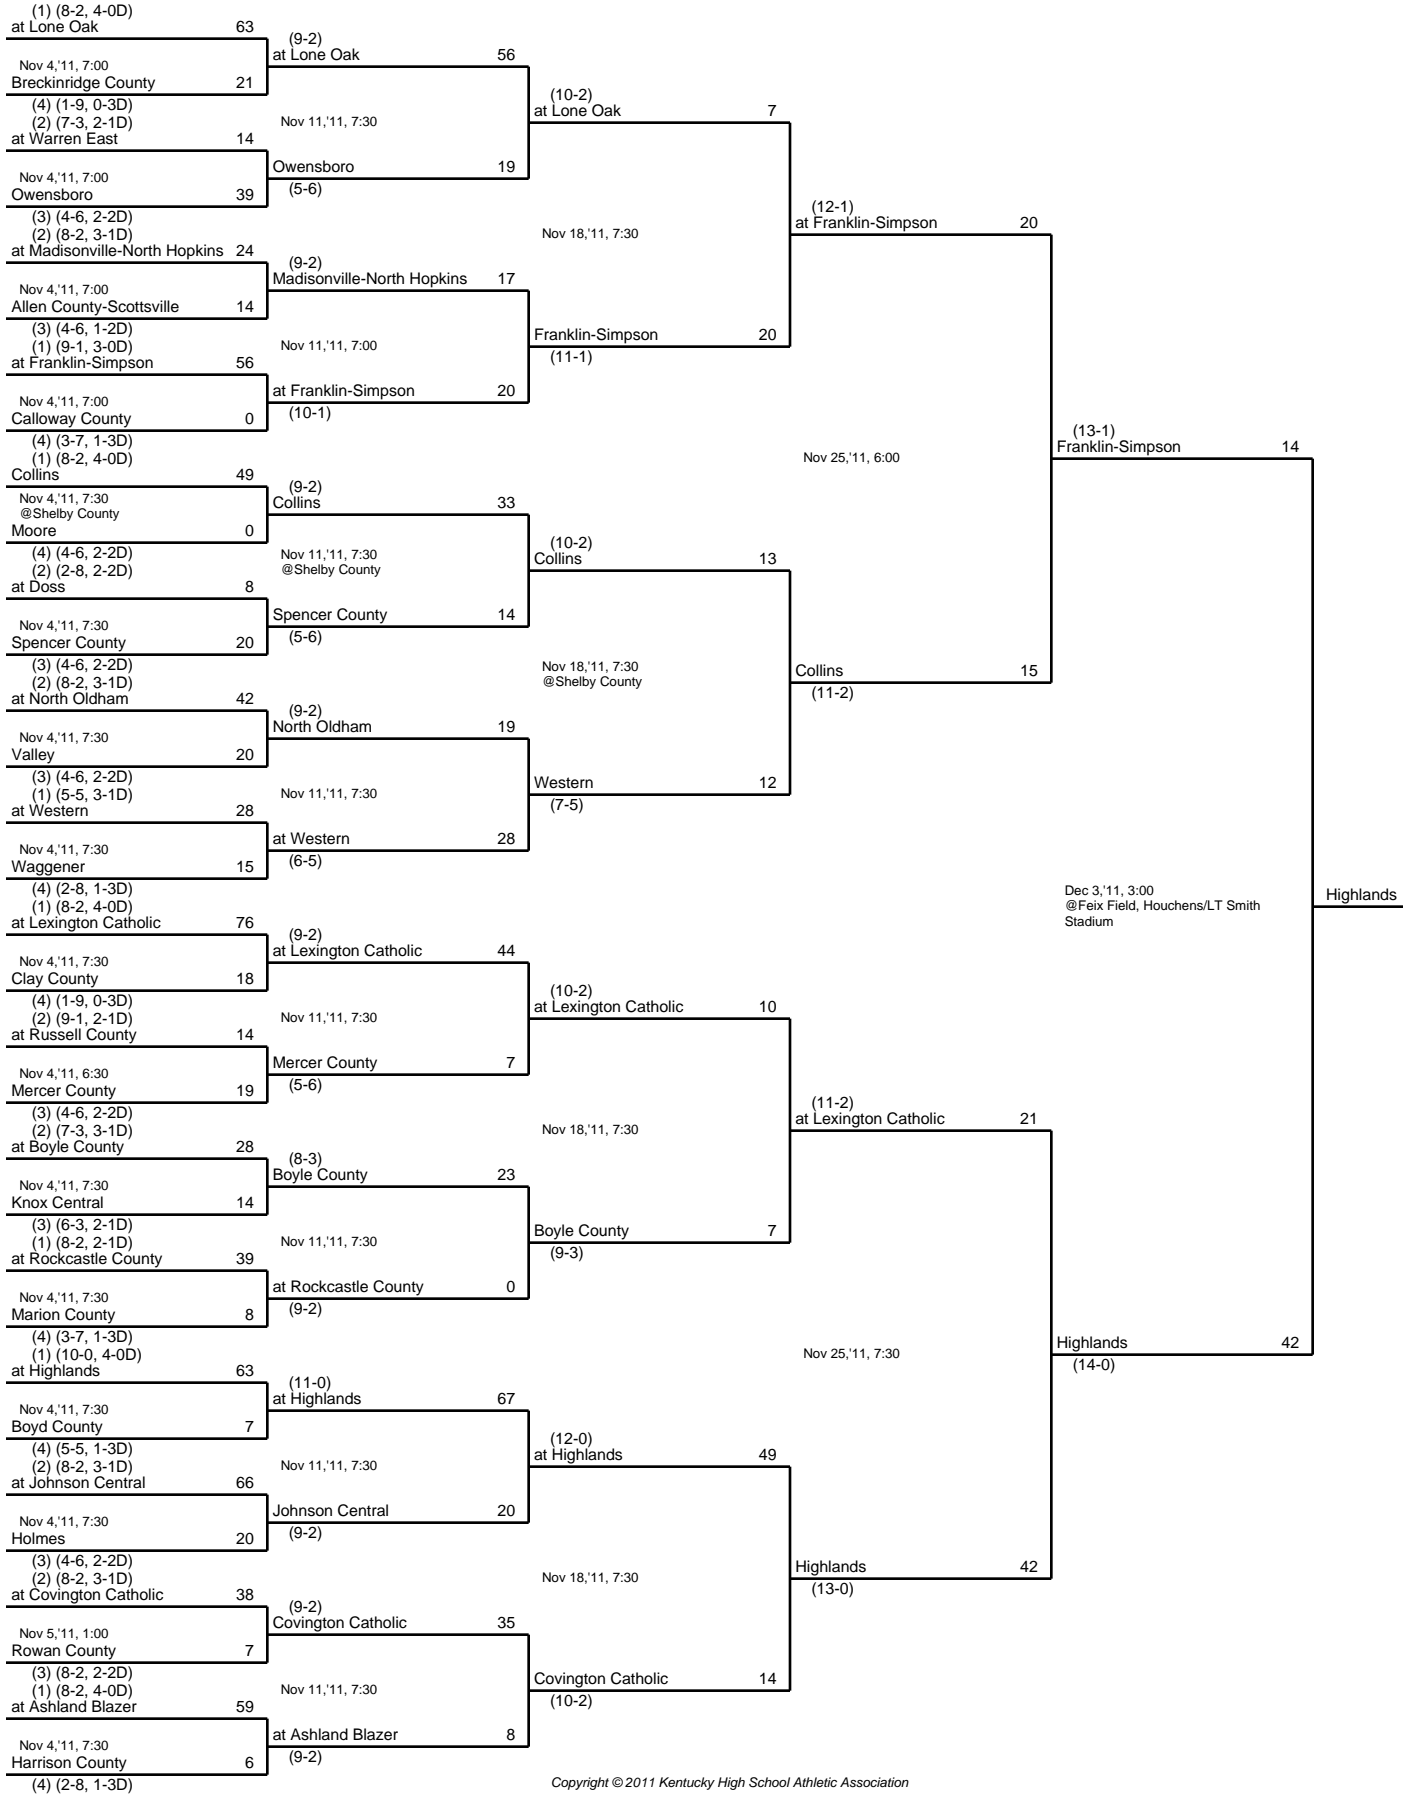 (1) (8-2, 4-0D)
at Lone Oak 63
Nov 4,'11, 7:00
Breckinridge County 21
(4) (1-9, 0-3D)
(2) (7-3, 2-1D)
at Warren East 14
Nov 4,'11, 7:00
Owensboro 39
(3) (4-6, 2-2D)
(2) (8-2, 3-1D)
at Madisonville-North Hopkins 24
Nov 4,'11, 7:00
Allen County-Scottsville 14
(3) (4-6, 1-2D)
(1) (9-1, 3-0D)
at Franklin-Simpson 56
Nov 4,'11, 7:00
Calloway County 0
(4) (3-7, 1-3D)
(1) (8-2, 4-0D)
Collins 49
Nov 4,'11, 7:30
@Shelby County
Moore 0
(4) (4-6, 2-2D)
(2) (2-8, 2-2D)
at Doss 8
Nov 4,'11, 7:30
Spencer County 20
(3) (4-6, 2-2D)
(2) (8-2, 3-1D)
at North Oldham 42
Nov 4,'11, 7:30
Valley 20
(3) (4-6, 2-2D)
(1) (5-5, 3-1D)
at Western 28
Nov 4,'11, 7:30
Waggener 15
(4) (2-8, 1-3D)
(1) (8-2, 4-0D)
at Lexington Catholic 76
Nov 4,'11, 7:30
Clay County 18
(4) (1-9, 0-3D)
(2) (9-1, 2-1D)
at Russell County 14
Nov 4,'11, 6:30
Mercer County 19
(3) (4-6, 2-2D)
(2) (7-3, 3-1D)
at Boyle County 28
Nov 4,'11, 7:30
Knox Central 14
(3) (6-3, 2-1D)
(1) (8-2, 2-1D)
at Rockcastle County 39
Nov 4,'11, 7:30
Marion County 8
(4) (3-7, 1-3D)
(1) (10-0, 4-0D)
at Highlands 63
Nov 4,'11, 7:30
Boyd County 7
(4) (5-5, 1-3D)
(2) (8-2, 3-1D)
at Johnson Central 66
Nov 4,'11, 7:30
Holmes 20
(3) (4-6, 2-2D)
(2) (8-2, 3-1D)
at Covington Catholic 38
Nov 5,'11, 1:00
Rowan County 7
(3) (8-2, 2-2D)
(1) (8-2, 4-0D)
at Ashland Blazer 59
Nov 4,'11, 7:30
Harrison County 6
(4) (2-8, 1-3D)
(9-2)
at Lone Oak 56
Nov 11,'11, 7:30
Owensboro 19
(5-6)
(9-2)
Madisonville-North Hopkins 17
Nov 11,'11, 7:00
at Franklin-Simpson 20
(10-1)
(9-2)
Collins 33
Nov 11,'11, 7:30
@Shelby County
Spencer County 14
(5-6)
(9-2)
North Oldham 19
Nov 11,'11, 7:30
at Western 28
(6-5)
(9-2)
at Lexington Catholic 44
Nov 11,'11, 7:30
Mercer County 7
(5-6)
(8-3)
Boyle County 23
Nov 11,'11, 7:30
at Rockcastle County 0
(9-2)
(11-0)
at Highlands 67
Nov 11,'11, 7:30
Johnson Central 20
(9-2)
(9-2)
Covington Catholic 35
Nov 11,'11, 7:30
at Ashland Blazer 8
(9-2)
(10-2)
at Lone Oak 7
Nov 18,'11, 7:30
Franklin-Simpson 20
(11-1)
(10-2)
Collins 13
Nov 18,'11, 7:30
@Shelby County
Western 12
(7-5)
(10-2)
at Lexington Catholic 10
Nov 18,'11, 7:30
Boyle County 7
(9-3)
(12-0)
at Highlands 49
Nov 18,'11, 7:30
Covington Catholic 14
(10-2)
(12-1)
at Franklin-Simpson 20
Nov 25,'11, 6:00
Collins 15
(11-2)
(11-2)
at Lexington Catholic 21
Nov 25,'11, 7:30
Highlands 42
(13-0)
(13-1)
Franklin-Simpson 14
Dec 3,'11, 3:00
@Feix Field, Houchens/LT Smith
Stadium
Highlands 42
(14-0)
Highlands
Copyright © 2011 Kentucky High School Athletic Association